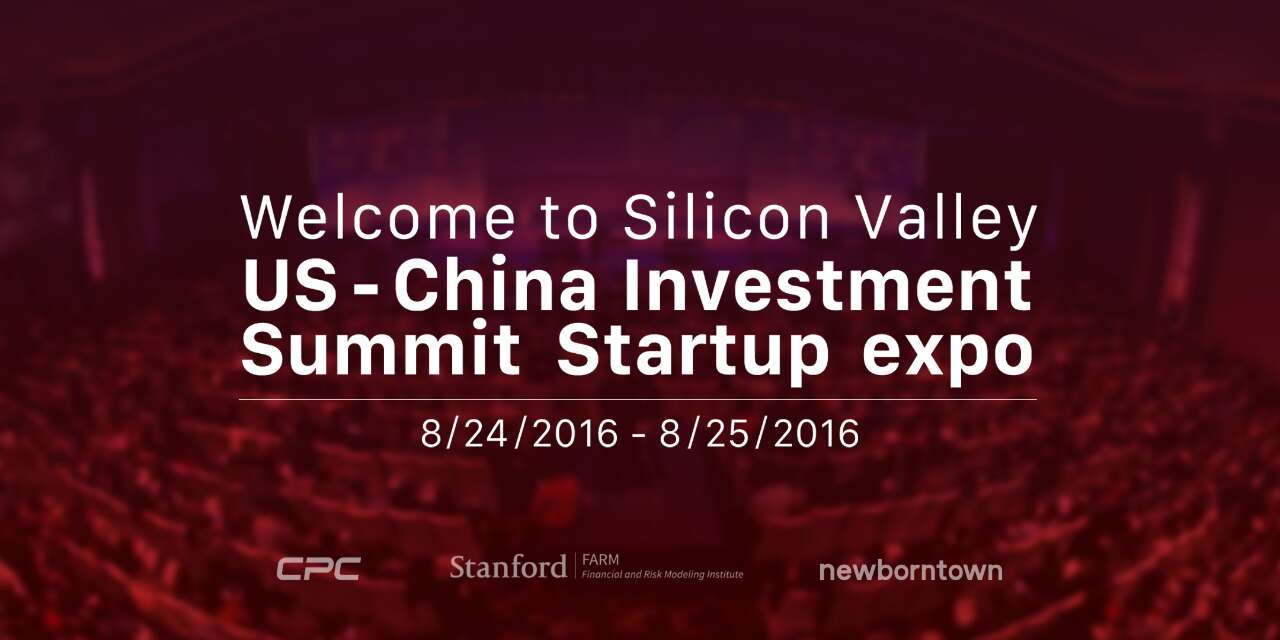 Welcome to Silicon Valley
US - China Investment
Summit Startup expo
8/24/2016 - 8/25/2016
CPC
Stanford | FARM
Financial and Risk Modeling Institute
newborntown